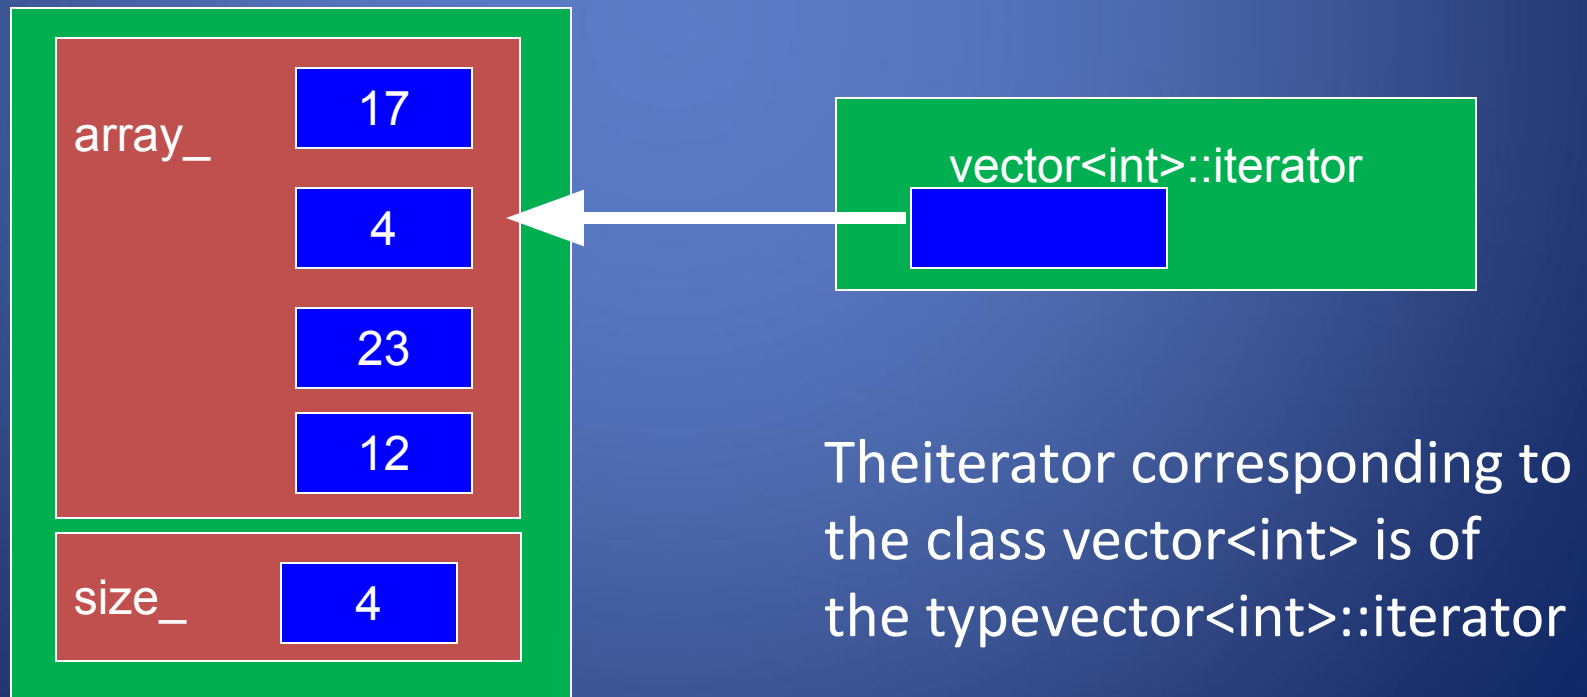 array_
17
4
23
12
size_
4
vector<int>::iterator
Theiterator corresponding to
the class vector<int> is of
the typevector<int>::iterator